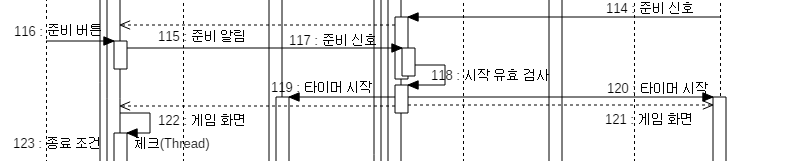 114 : 준비 신호
116 : 준비 버튼
115 : 준비 알림
117 : 준비 신호
118 : 시작 유효 검사
119 : 타이머 시작
120 : 타이머 시작
122 : 게임 화면
121 : 게임 화면
123 : 종료 조건 체크(Thread)